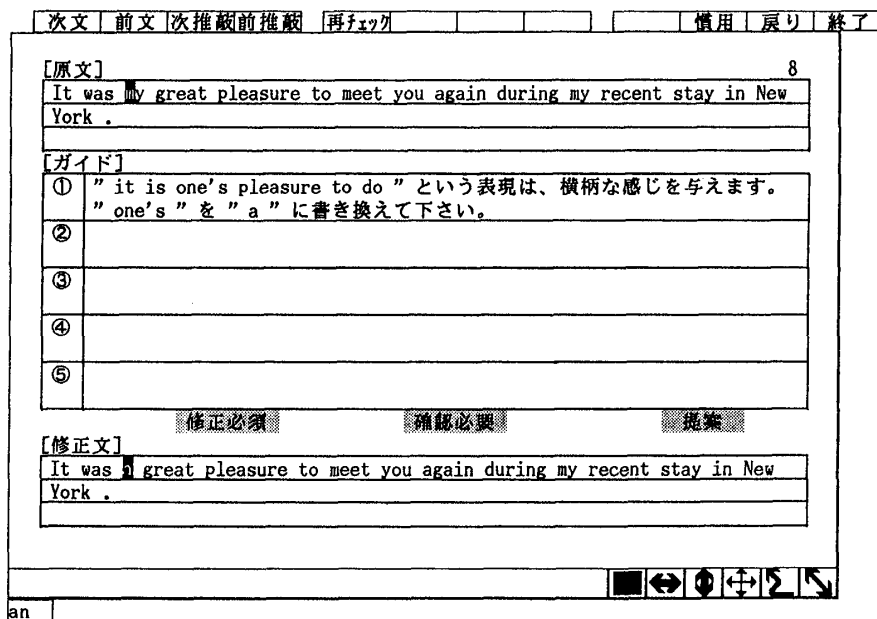 次文 前文 次推敲 前推敲 再チェック 慣用 戻り 終了
[原文] 8
It was my great pleasure to meet you again during my recent stay in New
York .
[ガイド]
① ” it is one's pleasure to do ” という表現は、横柄な感じを与えます。
” one's ” を ” a ” に書き換えて下さい。
②
③
④
⑤
修正必須 確認必要 提案
[修正文]
It was a great pleasure to meet you again during my recent stay in New
York .
an